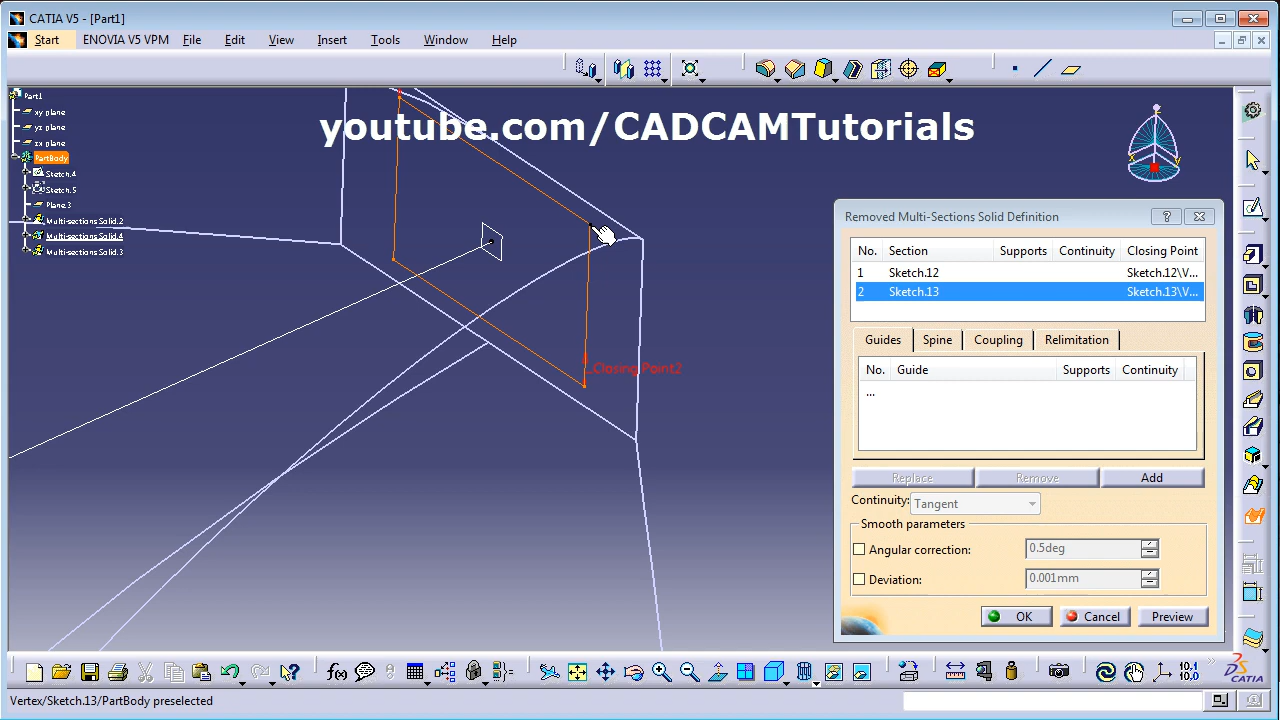 CATIA V5 - [Part1]
Start ENOVIA V5 VPM File Edit View Insert Tools Window Help
youtube.com/CADCAMTutorials
Part1
xy plane
yz plane
zx plane
PartBody
Sketch.4
Sketch.5
Plane.3
Multi-sections Solid.2
Multi-sections Solid.4
Multi-sections Solid.3
Closing Point2
Removed Multi-Sections Solid Definition
No. Section Supports Continuity Closing Point
1 Sketch.12 Sketch.12\V...
2 Sketch.13 Sketch.13\V...
Guides Spine Coupling Relimitation
No. Guide Supports Continuity
...
Replace Remove Add
Continuity: Tangent
Smooth parameters
Angular correction: 0.5deg
Deviation: 0.001mm
OK Cancel Preview
f(x)
10.1
10.0
CATIA
Vertex/Sketch.13/PartBody preselected